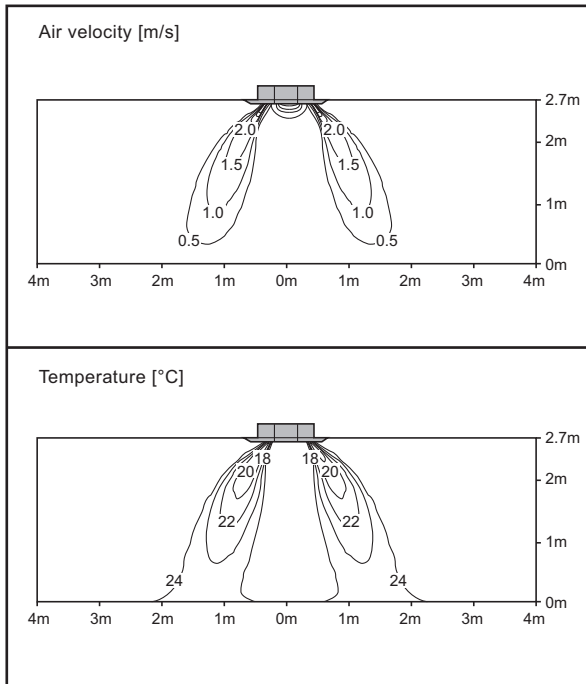 Air velocity [m/s]
2.7m
2.0 2.0
2m
1.5 1.5
1m
1.0 1.0
0.5 0.5
0m
4m 3m 2m 1m 0m 1m 2m 3m 4m
Temperature [°C]
2.7m
18 18
20 20
2m
22 22
1m
24 24
0m
4m 3m 2m 1m 0m 1m 2m 3m 4m